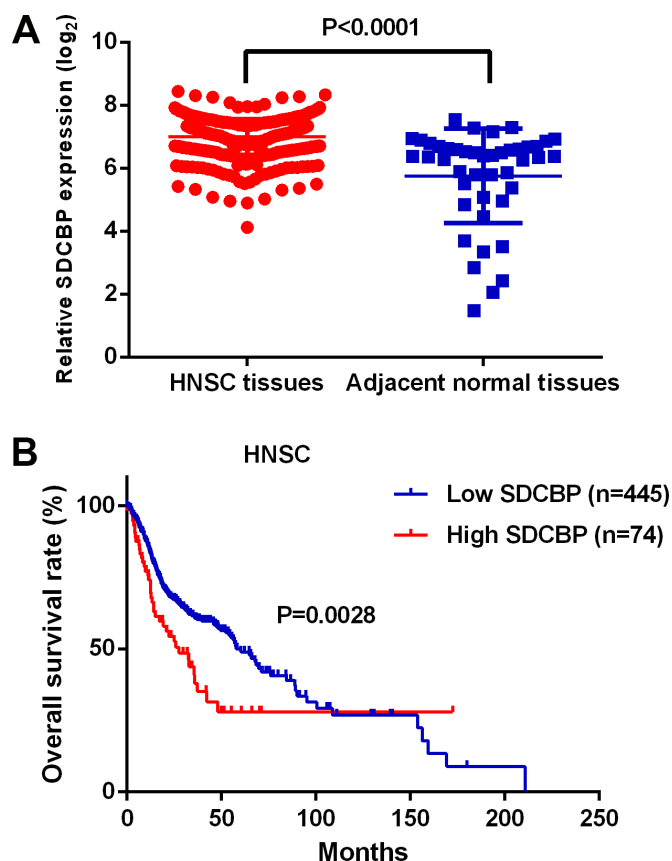 A
P<0.0001
Relative SDCBP expression (log2)
10
8
6
4
2
0
HNSC tissues
Adjacent normal tissues
B
HNSC
Low SDCBP (n=445)
High SDCBP (n=74)
P=0.0028
Overall survival rate (%)
100
50
0
0
50
100
150
200
250
Months